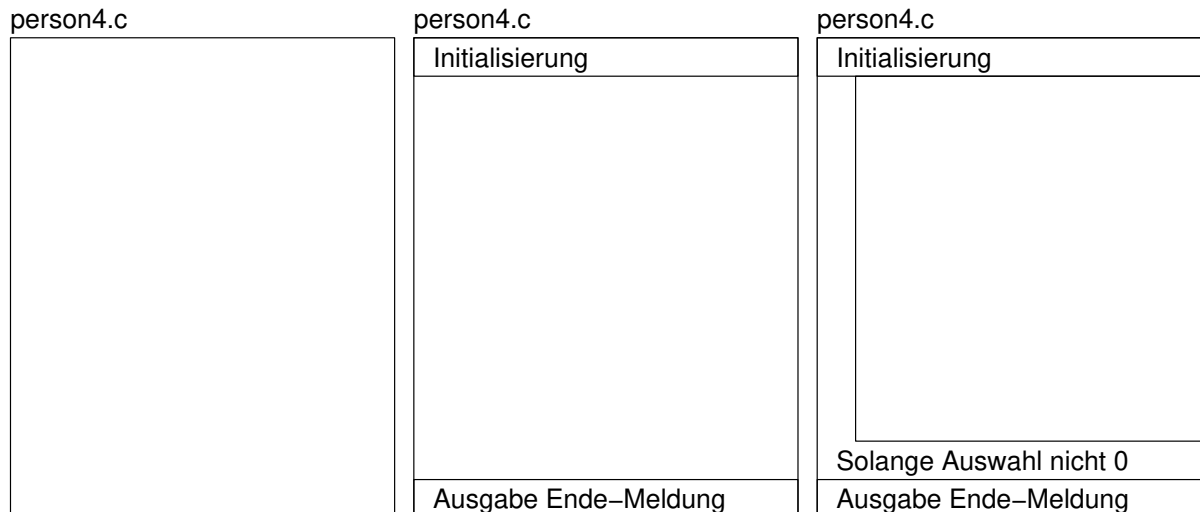 person4.c
person4.c
Initialisierung
Ausgabe Ende−Meldung
person4.c
Initialisierung
Solange Auswahl nicht 0
Ausgabe Ende−Meldung